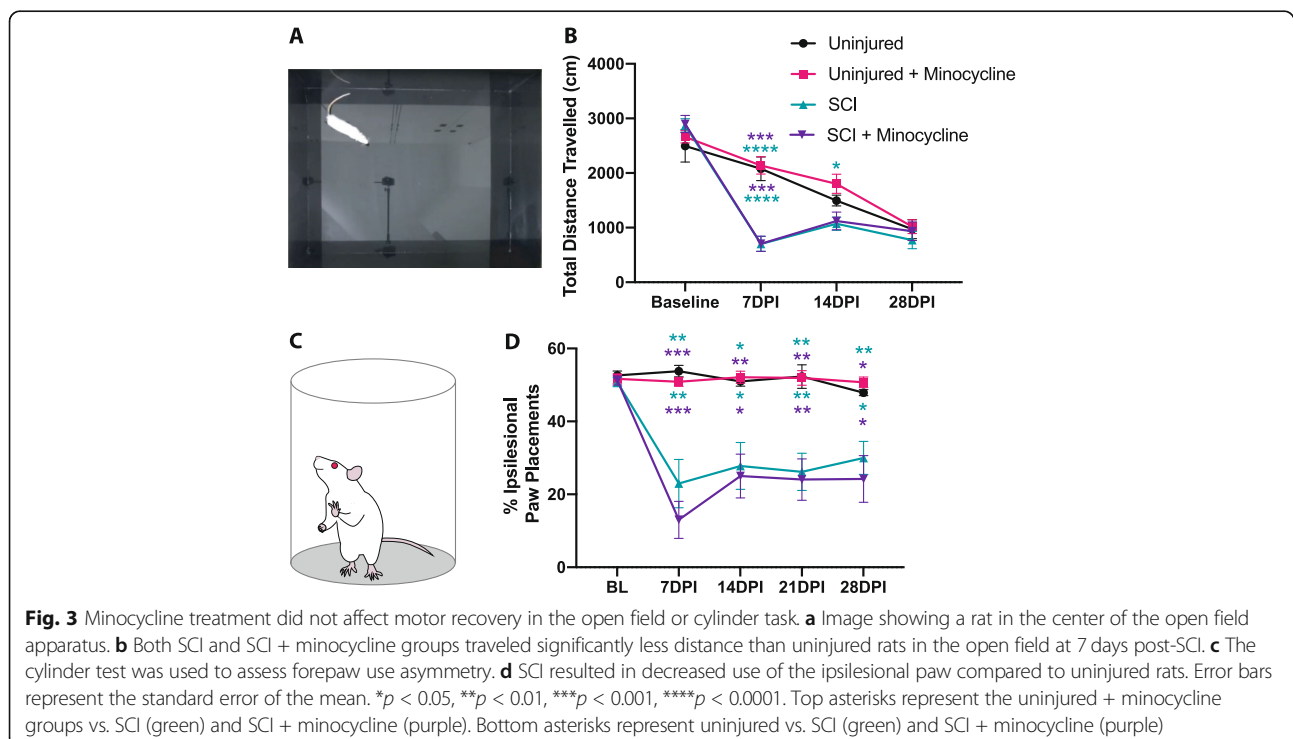 A
B
Uninjured
Uninjured + Minocycline
SCI
SCI + Minocycline
Total Distance Travelled (cm)
4000
3000
2000
1000
0
***
****
***
****
*
Baseline 7DPI 14DPI 28DPI
C
D
% Ipsilesional
Paw Placements
60
40
20
0
** * ** **
*** ** ** *
** * ** *
*** * ** *
BL 7DPI 14DPI 21DPI 28DPI
Fig. 3 Minocycline treatment did not affect motor recovery in the open field or cylinder task. a Image showing a rat in the center of the open field
apparatus. b Both SCI and SCI + minocycline groups traveled significantly less distance than uninjured rats in the open field at 7 days post-SCI. c The
cylinder test was used to assess forepaw use asymmetry. d SCI resulted in decreased use of the ipsilesional paw compared to uninjured rats. Error bars
represent the standard error of the mean. *p < 0.05, **p < 0.01, ***p < 0.001, ****p < 0.0001. Top asterisks represent the uninjured + minocycline
groups vs. SCI (green) and SCI + minocycline (purple). Bottom asterisks represent uninjured vs. SCI (green) and SCI + minocycline (purple)